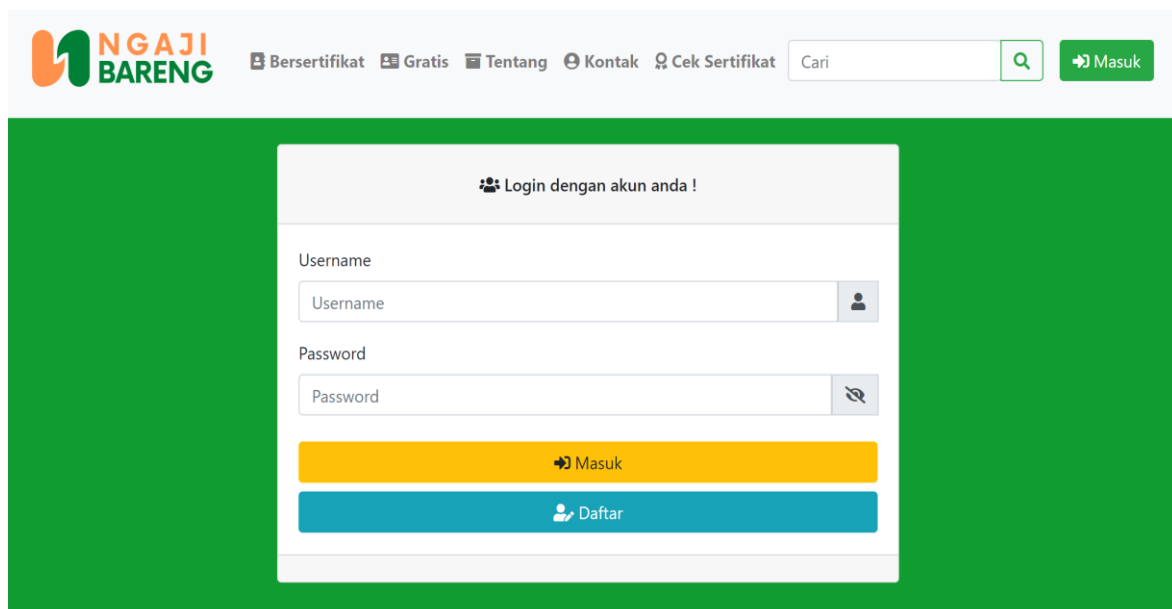 NGAJI
BARENG
Bersertifikat Gratis Tentang Kontak Cek Sertifikat Cari Masuk
Login dengan akun anda !
Username
Username
Password
Password
Masuk
Daftar